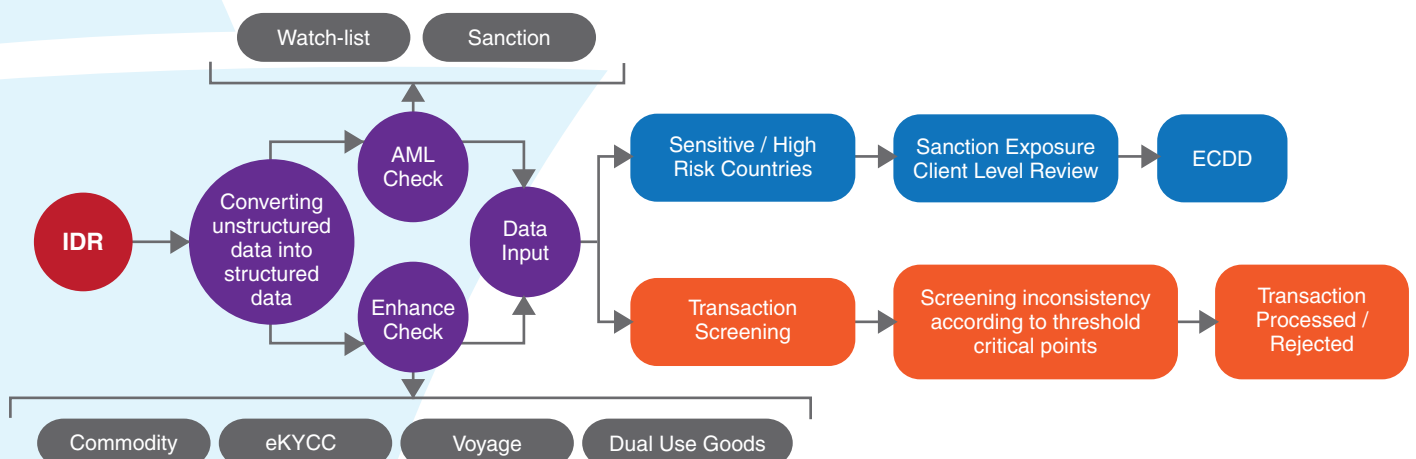 Watch-list
Sanction
AML
Check
Sensitive / High
Risk Countries
Sanction Exposure
Client Level Review
ECDD
IDR
Converting
unstructured
data into
structured
data
Data
Input
Enhance
Check
Transaction
Screening
Screening inconsistency
according to threshold
critical points
Transaction
Processed /
Rejected
Commodity
eKYCC
Voyage
Dual Use Goods